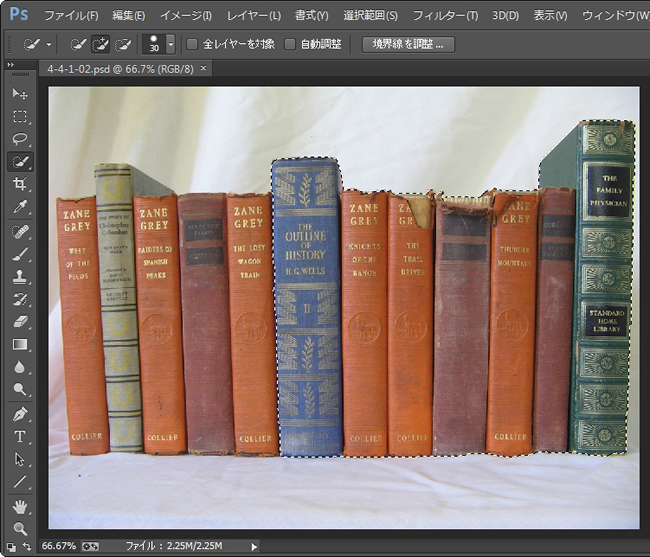 Ps ファイル(F) 編集(E) イメージ(I) レイヤー(L) 書式(Y) 選択範囲(S) フィルター(T) 3D(D) 表示(V) ウィンドウ(W)
30 全レイヤーを対象 自動調整 境界線を調整 ...
4-4-1-02.psd @ 66.7% (RGB/8) ×
ZANE
GREY
WEST
OF THE
PECOS
COLLIER
Christopher
Columbus
ZANE
GREY
RAIDERS OF
SPANISH
PEAKS
COLLIER
ZANE
GREY
THE LOST
WAGON
TRAIN
COLLIER
THE
OUTLINE
OF
HISTORY
H.G. WELLS
II
ZANE
GREY
KNIGHTS
OF THE
RANGE
COLLIER
ZANE
GREY
THE
TRAIL
DRIVER
COLLIER
ZANE
GREY
THUNDER
MOUNTAIN
COLLIER
THE
FAMILY
PHYSICIAN
STANDARD
HOME
LIBRARY
66.67% ファイル : 2.25M/2.25M